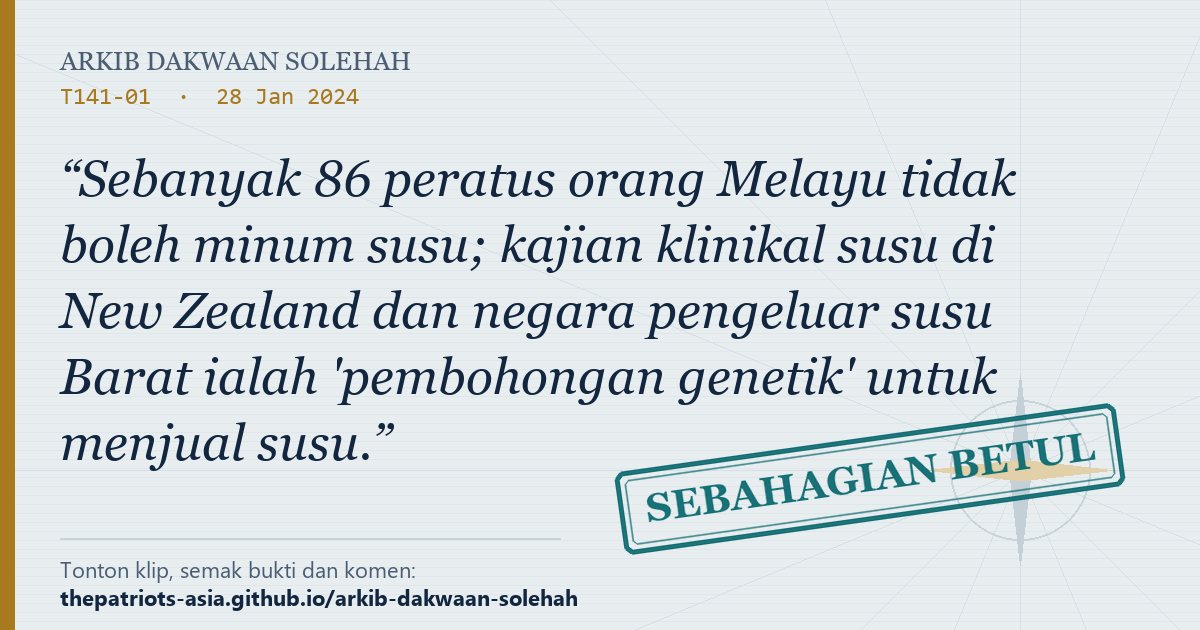 ARKIB DAKWAAN SOLEHAH
T141-01 · 28 Jan 2024
“Sebanyak 86 peratus orang Melayu tidak
boleh minum susu; kajian klinikal susu di
New Zealand dan negara pengeluar susu
Barat ialah 'pembohongan genetik' untuk
menjual susu.”
SEBAHAGIAN BETUL
Tonton klip, semak bukti dan komen:
thepatriots-asia.github.io/arkib-dakwaan-solehah